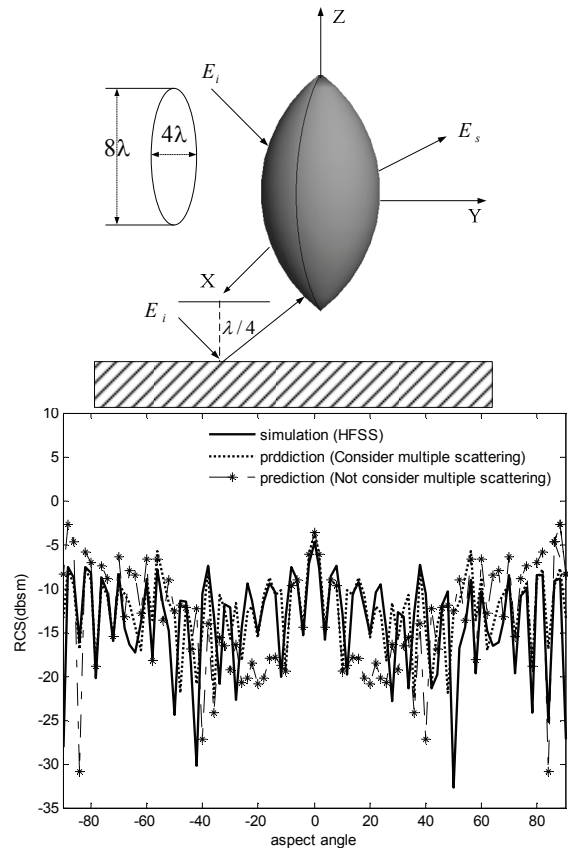 Z
E_i
E_s
4λ
8λ
Y
X
E_i
λ/4
10
5
0
-5
-10
-15
-20
-25
-30
-35
RCS(dbsm)
simulation (HFSS)
prddiction (Consider multiple scattering)
prediction (Not consider multiple scattering)
-80 -60 -40 -20 0 20 40 60 80
aspect angle